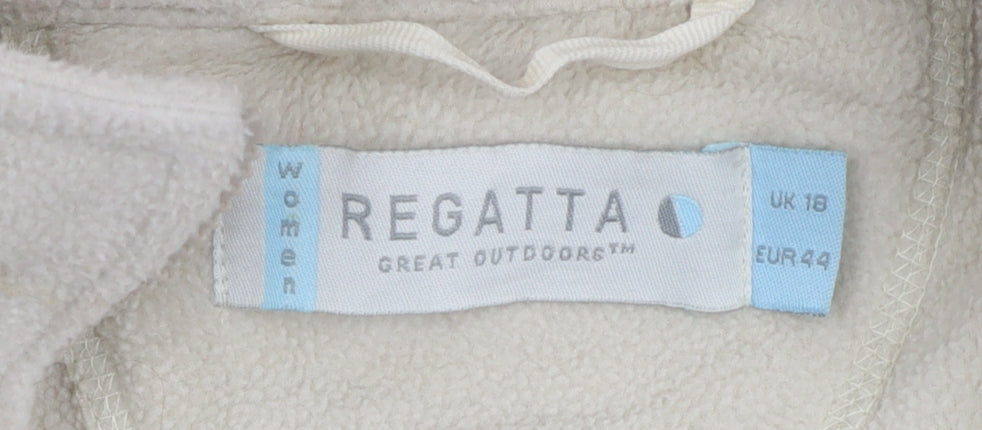 Women
REGATTA
GREAT OUTDOORS™
UK 18
EUR 44